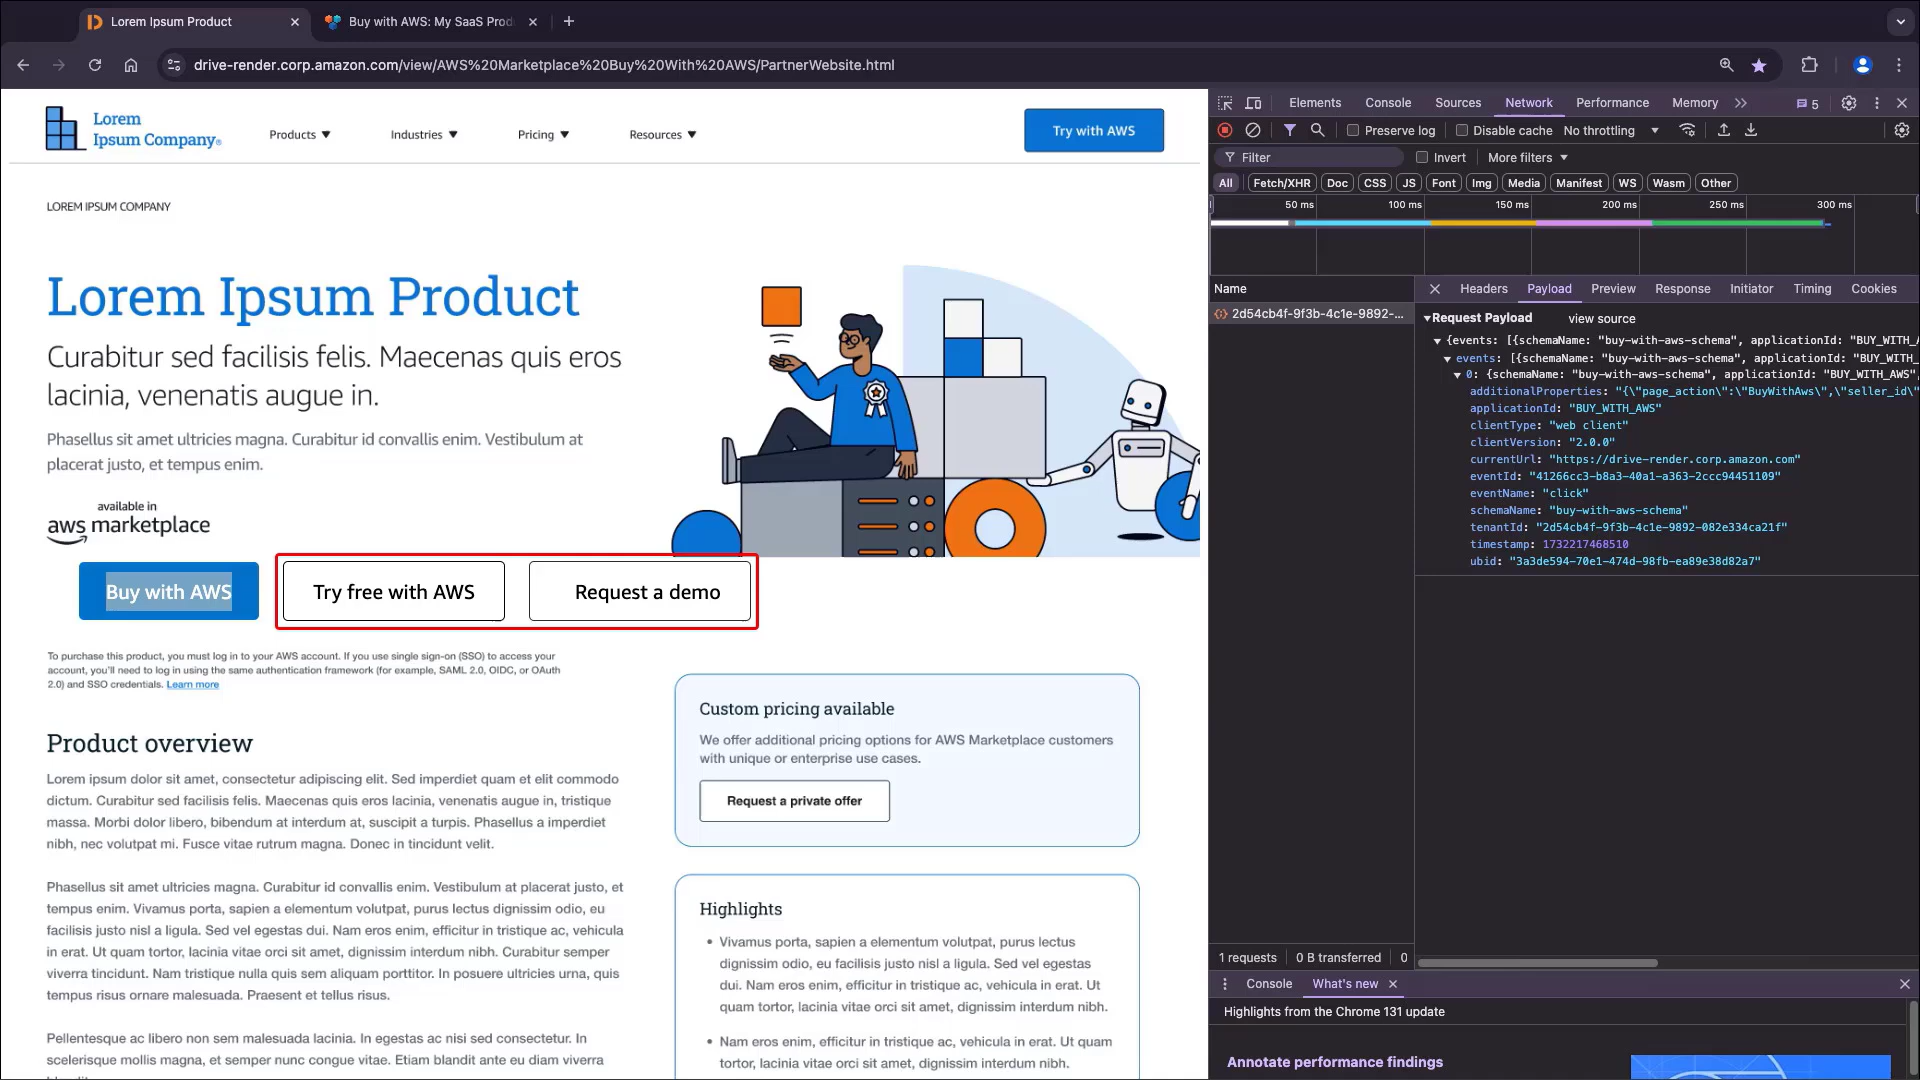 Lorem Ipsum Product
Buy with AWS: My SaaS Prod
drive-render.corp.amazon.com/view/AWS%20Marketplace%20Buy%20With%20AWS/PartnerWebsite.html
Lorem
Ipsum Company®
Products ▼ Industries ▼ Pricing ▼ Resources ▼
Try with AWS
LOREM IPSUM COMPANY
Lorem Ipsum Product
Curabitur sed facilisis felis. Maecenas quis eros
lacinia, venenatis augue in.
Phasellus sit amet ultricies magna. Curabitur id convallis enim. Vestibulum at
placerat justo, et tempus enim.
available in
aws marketplace
Buy with AWS
Try free with AWS
Request a demo
To purchase this product, you must log in to your AWS account. If you use single sign-on (SSO) to access your
account, you'll need to log in using the same authentication framework (for example, SAML 2.0, OIDC, or OAuth
2.0) and SSO credentials. Learn more
Product overview
Lorem ipsum dolor sit amet, consectetur adipiscing elit. Sed imperdiet quam et elit commodo
dictum. Curabitur sed facilisis felis. Maecenas quis eros lacinia, venenatis augue in, tristique
massa. Morbi dolor libero, bibendum at interdum at, suscipit a turpis. Phasellus a imperdiet
nibh, nec volutpat mi. Fusce vitae rutrum magna. Donec in tincidunt velit.
Phasellus sit amet ultricies magna. Curabitur id convallis enim. Vestibulum at placerat justo, et
tempus enim. Vivamus porta, sapien a elementum volutpat, purus lectus dignissim odio, eu
facilisis justo nisl a ligula. Sed vel egestas dui. Nam eros enim, efficitur in tristique ac, vehicula
in erat. Ut quam tortor, lacinia vitae orci sit amet, dignissim interdum nibh. Curabitur semper
viverra tincidunt. Nam tristique nulla quis sem aliquam porttitor. In posuere ultricies urna, quis
tempus risus ornare malesuada. Praesent et tellus risus.
Pellentesque ac libero non sem malesuada lacinia. In egestas ac nisi sed consectetur. In
scelerisque mollis magna, et semper nunc congue vitae. Etiam blandit ante eu diam viverra
Custom pricing available
We offer additional pricing options for AWS Marketplace customers
with unique or enterprise use cases.
Request a private offer
Highlights
• Vivamus porta, sapien a elementum volutpat, purus lectus
dignissim odio, eu facilisis justo nisl a ligula. Sed vel egestas
dui. Nam eros enim, efficitur in tristique ac, vehicula in erat. Ut
quam tortor, lacinia vitae orci sit amet, dignissim interdum nibh.
• Nam eros enim, efficitur in tristique ac, vehicula in erat. Ut quam
tortor, lacinia vitae orci sit amet, dignissim interdum nibh.
Elements Console Sources Network Performance Memory 5
Preserve log Disable cache No throttling
Filter Invert More filters
All Fetch/XHR Doc CSS JS Font Img Media Manifest WS Wasm Other
50 ms 100 ms 150 ms 200 ms 250 ms 300 ms
Name
2d54cb4f-9f3b-4c1e-9892-...
Headers Payload Preview Response Initiator Timing Cookies
Request Payload view source
{events: [{schemaName: "buy-with-aws-schema", applicationId: "BUY_WITH_A
events: [{schemaName: "buy-with-aws-schema", applicationId: "BUY_WITH_
0: {schemaName: "buy-with-aws-schema", applicationId: "BUY_WITH_AWS",
additionalProperties: "{\"page_action\":\"BuyWithAws\",\"seller_id\"
applicationId: "BUY_WITH_AWS"
clientType: "web client"
clientVersion: "2.0.0"
currentUrl: "https://drive-render.corp.amazon.com"
eventId: "41266cc3-b8a3-40a1-a363-2ccc94451109"
eventName: "click"
schemaName: "buy-with-aws-schema"
tenantId: "2d54cb4f-9f3b-4c1e-9892-082e334ca21f"
timestamp: 1732217468510
ubid: "3a3de594-70e1-474d-98fb-ea89e38d82a7"
1 requests 0 B transferred 0
Console What's new
Highlights from the Chrome 131 update
Annotate performance findings